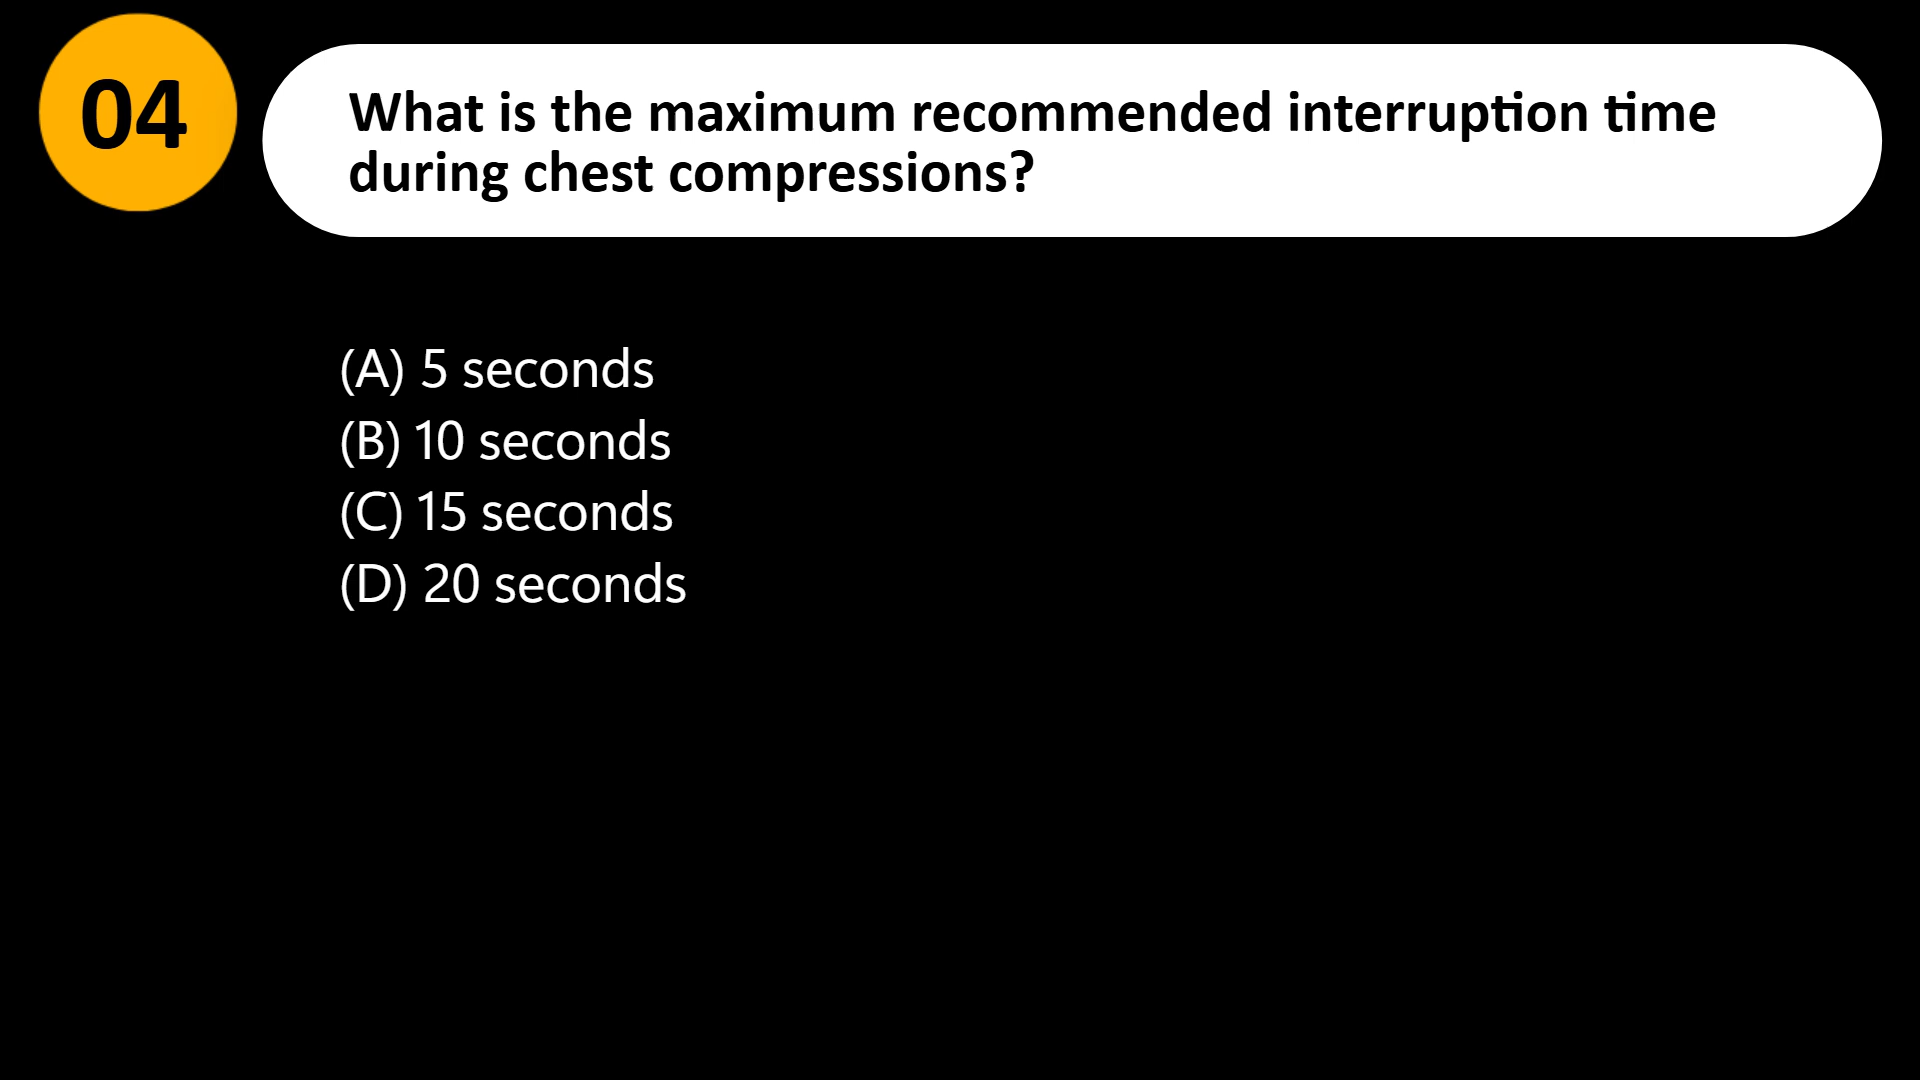 04
What is the maximum recommended interruption time
during chest compressions?
(A) 5 seconds
(B) 10 seconds
(C) 15 seconds
(D) 20 seconds